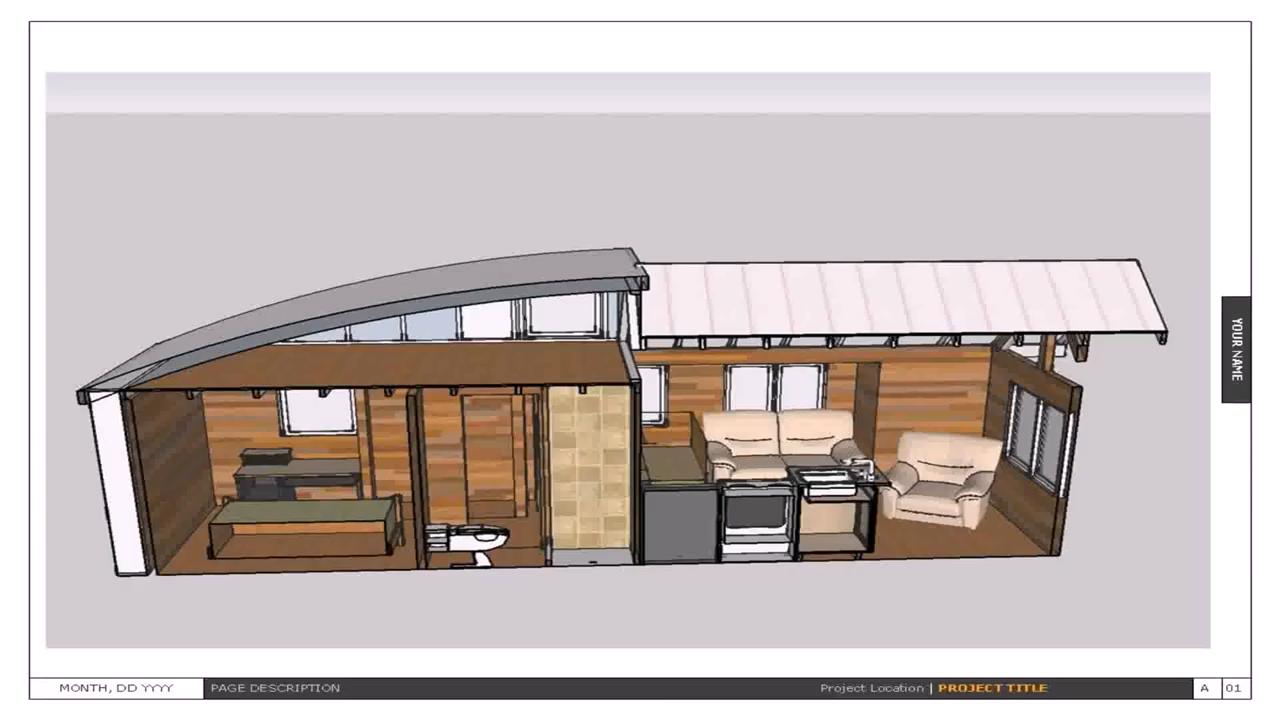 YOUR NAME
MONTH, DD YYYY
PAGE DESCRIPTION
Project Location | PROJECT TITLE
A 01